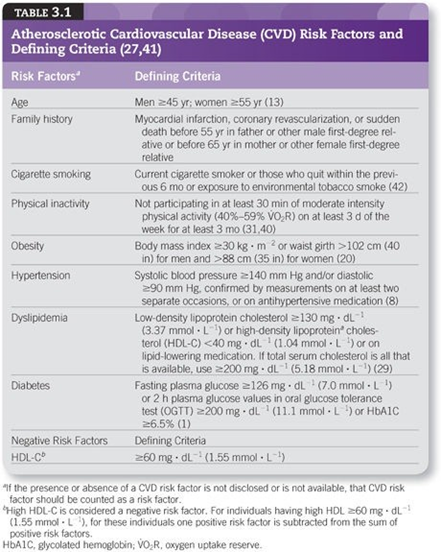 TABLE 3.1
Atherosclerotic Cardiovascular Disease (CVD) Risk Factors and
Defining Criteria (27,41)
Risk Factorsᵃ Defining Criteria
Age Men ≥45 yr; women ≥55 yr (13)
Family history Myocardial infarction, coronary revascularization, or sudden
death before 55 yr in father or other male first-degree rel-
ative or before 65 yr in mother or other female first-degree
relative
Cigarette smoking Current cigarette smoker or those who quit within the previ-
ous 6 mo or exposure to environmental tobacco smoke (42)
Physical inactivity Not participating in at least 30 min of moderate intensity
physical activity (40%–59% V̇O₂R) on at least 3 d of the
week for at least 3 mo (31,40)
Obesity Body mass index ≥30 kg · m⁻² or waist girth >102 cm (40
in) for men and >88 cm (35 in) for women (20)
Hypertension Systolic blood pressure ≥140 mm Hg and/or diastolic
≥90 mm Hg, confirmed by measurements on at least two
separate occasions, or on antihypertensive medication (8)
Dyslipidemia Low-density lipoprotein cholesterol ≥130 mg · dL⁻¹
(3.37 mmol · L⁻¹) or high-density lipoproteinᵃ choles-
terol (HDL-C) <40 mg · dL⁻¹ (1.04 mmol · L⁻¹) or on
lipid-lowering medication. If total serum cholesterol is all that
is available, use ≥200 mg · dL⁻¹ (5.18 mmol · L⁻¹) (29)
Diabetes Fasting plasma glucose ≥126 mg · dL⁻¹ (7.0 mmol · L⁻¹)
or 2 h plasma glucose values in oral glucose tolerance
test (OGTT) ≥200 mg · dL⁻¹ (11.1 mmol · L⁻¹) or HbA1C
≥6.5% (1)
Negative Risk Factors Defining Criteria
HDL-Cᵇ ≥60 mg · dL⁻¹ (1.55 mmol · L⁻¹)
ᵃIf the presence or absence of a CVD risk factor is not disclosed or is not available, that CVD risk
factor should be counted as a risk factor.
ᵇHigh HDL-C is considered a negative risk factor. For individuals having high HDL ≥60 mg · dL⁻¹
(1.55 mmol · L⁻¹), for these individuals one positive risk factor is subtracted from the sum of
positive risk factors.
HbA1C, glycolated hemoglobin; V̇O₂R, oxygen uptake reserve.